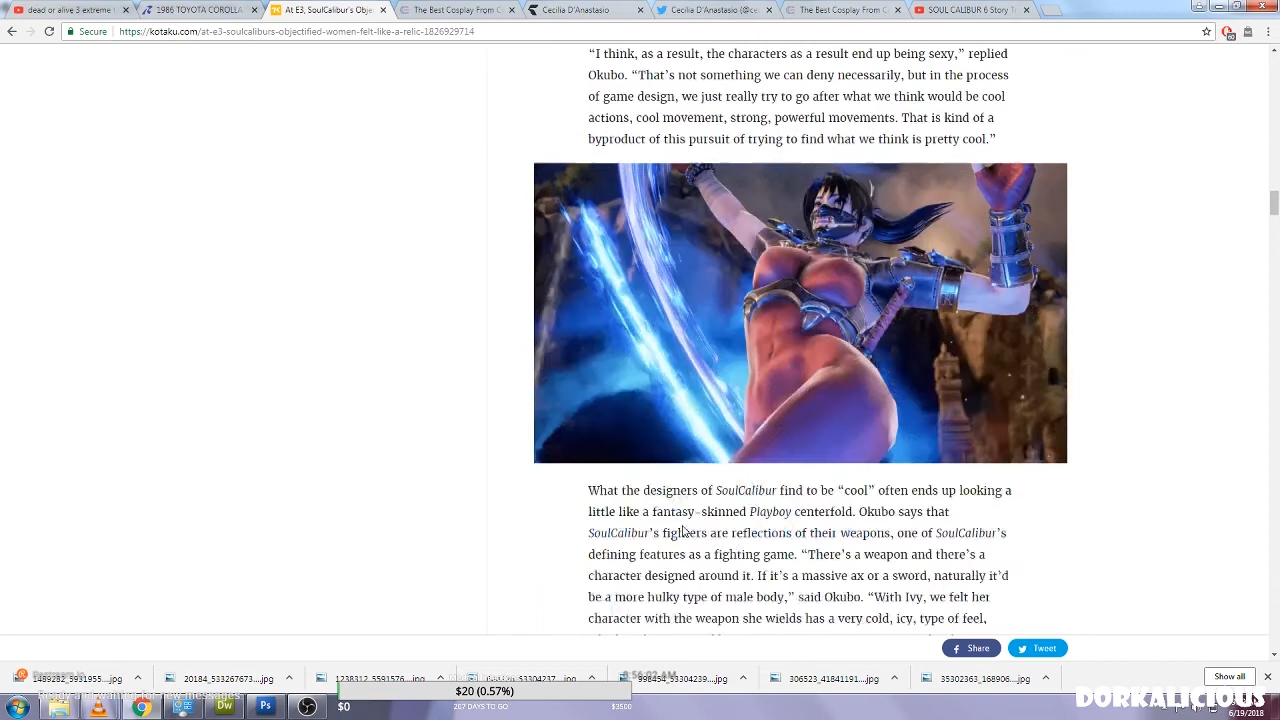 dead or alive 3 extreme
1986 TOYOTA COROLLA
At E3, SoulCalibur's Obje
The Best Cosplay From C
Cecilia D'Anastasio
Cecilia D'Anastasio (@ce
The Best Cosplay From C
SOUL CALIBUR 6 Story T
Secure
https://kotaku.com/at-e3-soulcaliburs-objectified-women-felt-like-a-relic-1826929714
“I think, as a result, the characters as a result end up being sexy,” replied
Okubo. “That’s not something we can deny necessarily, but in the process
of game design, we just really try to go after what we think would be cool
actions, cool movement, strong, powerful movements. That is kind of a
byproduct of this pursuit of trying to find what we think is pretty cool.”
What the designers of SoulCalibur find to be “cool” often ends up looking a
little like a fantasy-skinned Playboy centerfold. Okubo says that
SoulCalibur’s fighters are reflections of their weapons, one of SoulCalibur’s
defining features as a fighting game. “There’s a weapon and there’s a
character designed around it. If it’s a massive ax or a sword, naturally it’d
be a more hulky type of male body,” said Okubo. “With Ivy, we felt her
character with the weapon she wields has a very cold, icy, type of feel,
Share
Tweet
20184_533267673....jpg
306523_41841191....jpg
35302363_168906....jpg
Show all
$20 (0.57%)
$0
207 DAYS TO GO
$3500
DORKALICIOUS
6/19/2018